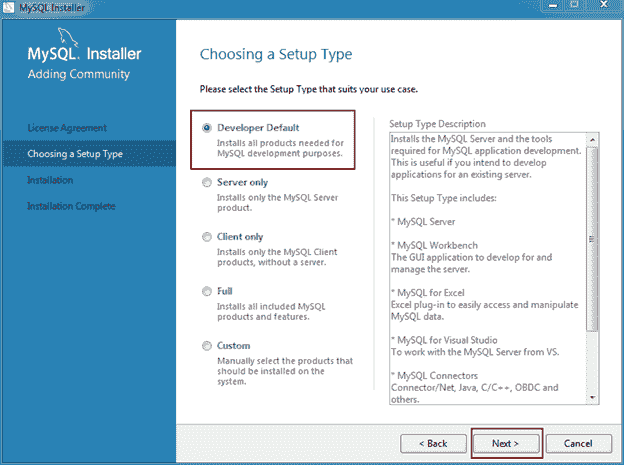 MySQL Installer
MySQL. Installer
Adding Community
License Agreement
Choosing a Setup Type
Installation
Installation Complete
Choosing a Setup Type
Please select the Setup Type that suits your use case.
Developer Default
Installs all products needed for
MySQL development purposes.
Server only
Installs only the MySQL Server
product.
Client only
Installs only the MySQL Client
products, without a server.
Full
Installs all included MySQL
products and features.
Custom
Manually select the products that
should be installed on the
system.
Setup Type Description
Installs the MySQL Server and the tools
required for MySQL application development.
This is useful if you intend to develop
applications for an existing server.
This Setup Type includes:
* MySQL Server
* MySQL Workbench
The GUI application to develop for and
manage the server.
* MySQL for Excel
Excel plug-in to easily access and manipulate
MySQL data.
* MySQL for Visual Studio
To work with the MySQL Server from VS.
* MySQL Connectors
Connector/Net, Java, C/C++, OBDC and
others.
< Back
Next >
Cancel